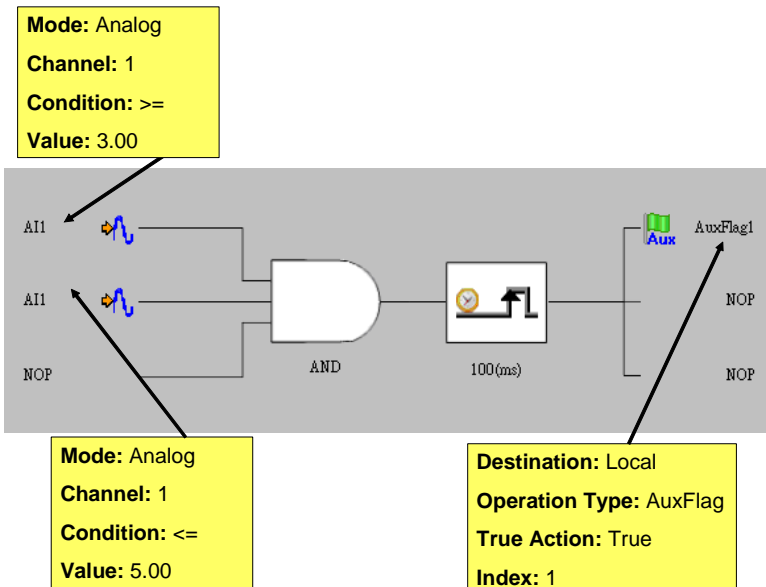 Mode: Analog
Channel: 1
Condition: >=
Value: 3.00
AI1
Aux
AuxFlag1
AI1
NOP
NOP
AND
100(ms)
NOP
Mode: Analog
Channel: 1
Condition: <=
Value: 5.00
Destination: Local
Operation Type: AuxFlag
True Action: True
Index: 1